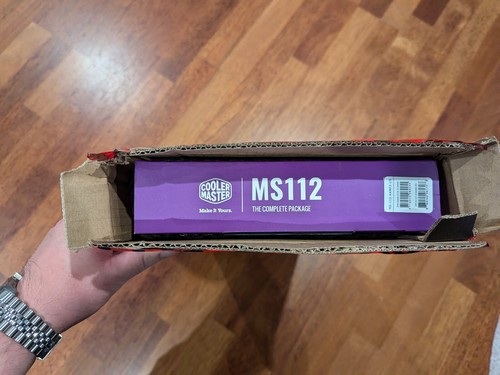 COOLER
MASTER
Make It Yours.
MS112
THE COMPLETE PACKAGE